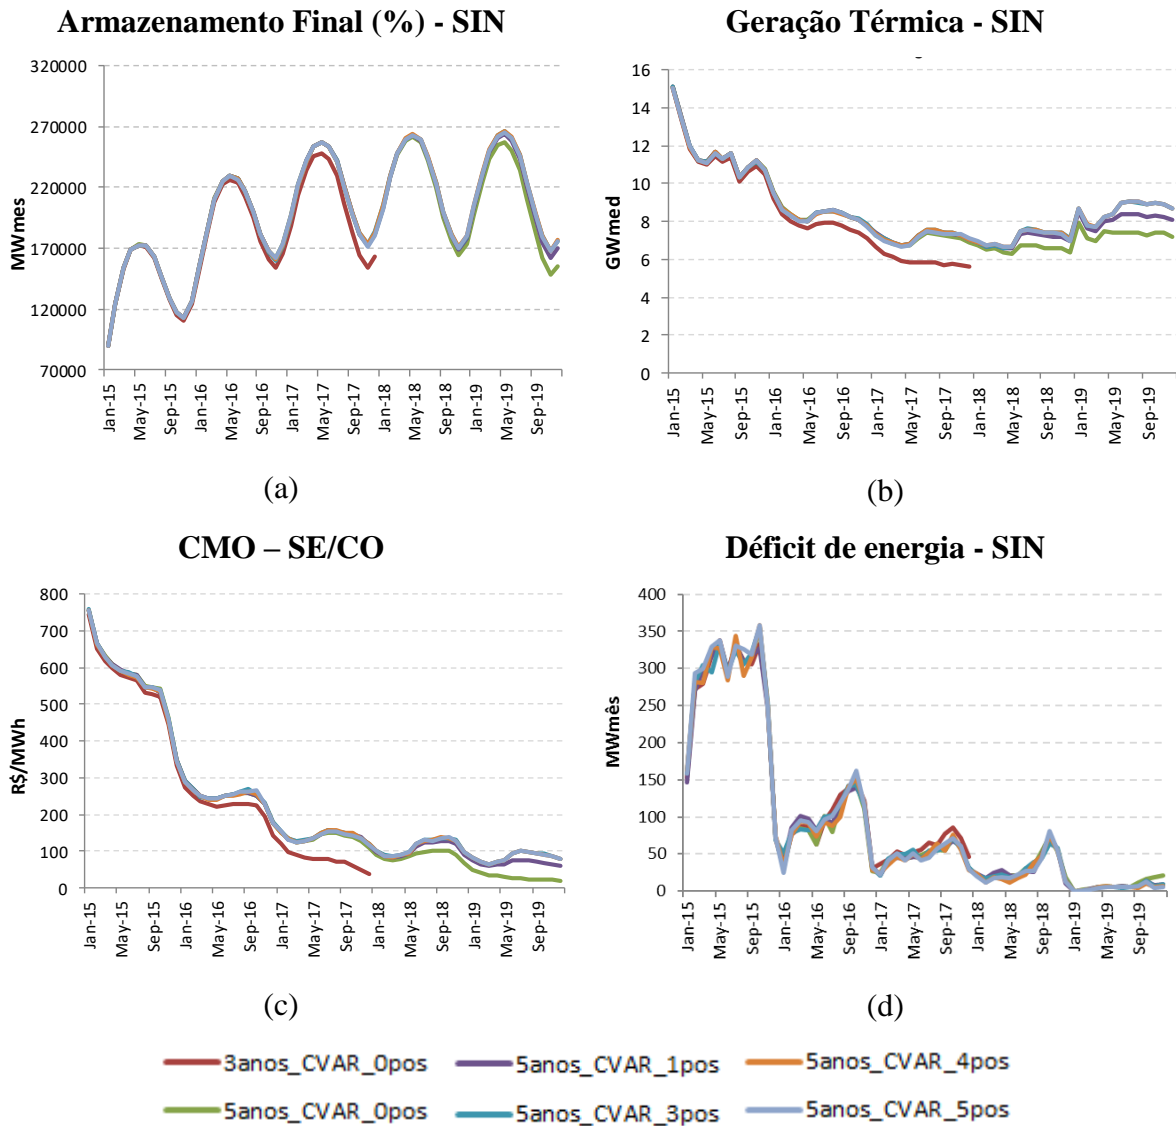 Armazenamento Final (%) - SIN
320000
270000
220000
170000
120000
70000
MWmes
Jan-15
May-15
Sep-15
Jan-16
May-16
Sep-16
Jan-17
May-17
Sep-17
Jan-18
May-18
Sep-18
Jan-19
May-19
Sep-19
(a)
Geração Térmica - SIN
16
14
12
10
8
6
4
2
0
GWmed
Jan-15
May-15
Sep-15
Jan-16
May-16
Sep-16
Jan-17
May-17
Sep-17
Jan-18
May-18
Sep-18
Jan-19
May-19
Sep-19
(b)
CMO – SE/CO
800
700
600
500
400
300
200
100
0
R$/MWh
Jan-15
May-15
Sep-15
Jan-16
May-16
Sep-16
Jan-17
May-17
Sep-17
Jan-18
May-18
Sep-18
Jan-19
May-19
Sep-19
(c)
Déficit de energia - SIN
400
350
300
250
200
150
100
50
0
MWmês
Jan-15
May-15
Sep-15
Jan-16
May-16
Sep-16
Jan-17
May-17
Sep-17
Jan-18
May-18
Sep-18
Jan-19
May-19
Sep-19
(d)
3anos_CVAR_0pos
5anos_CVAR_1pos
5anos_CVAR_4pos
5anos_CVAR_0pos
5anos_CVAR_3pos
5anos_CVAR_5pos